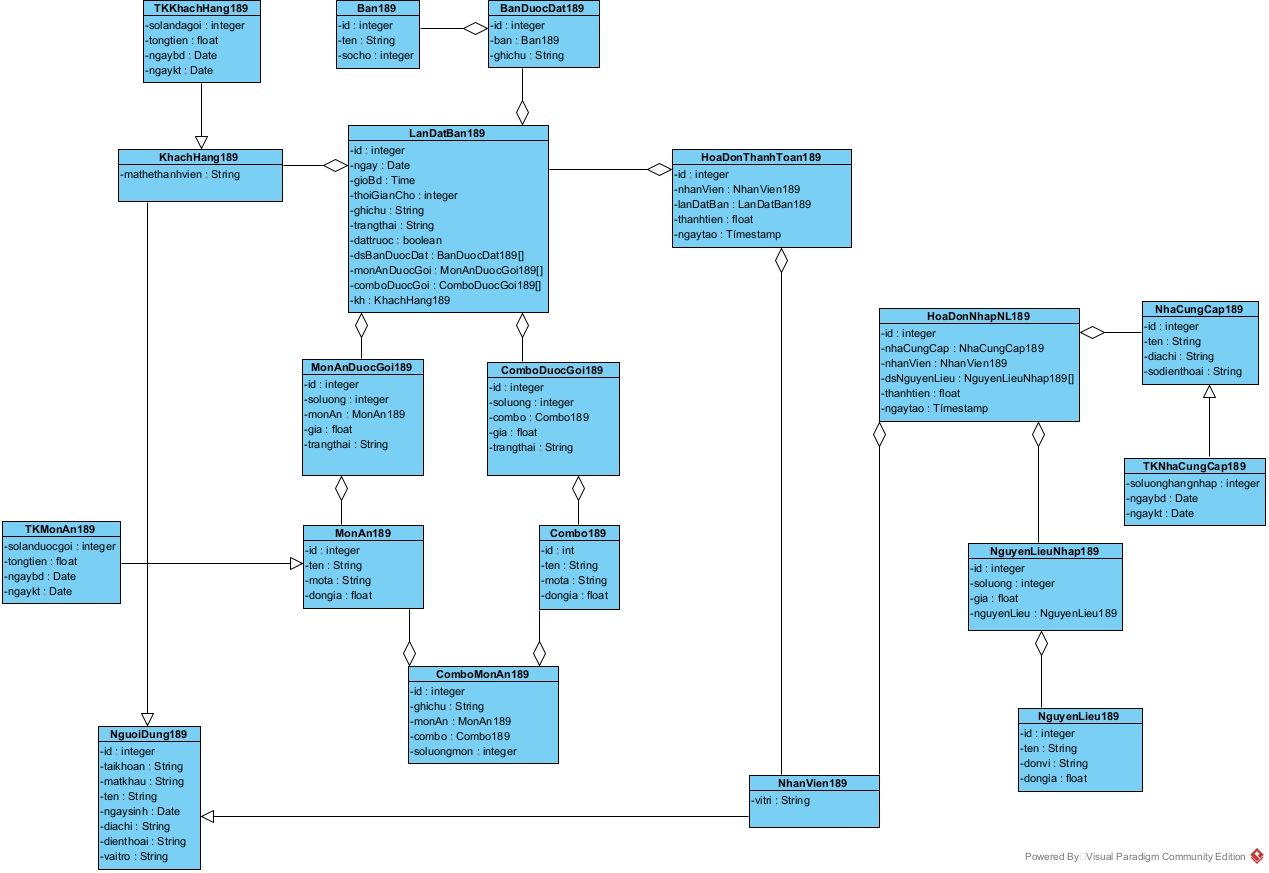 TKKhachHang189
-solandagoi : integer
-tongtien : float
-ngaybd : Date
-ngaykt : Date
Ban189
-id : integer
-ten : String
-socho : integer
BanDuocDat189
-id : integer
-ban : Ban189
-ghichu : String
KhachHang189
-mathethanhvien : String
LanDatBan189
-id : integer
-ngay : Date
-gioBd : Time
-thoiGianCho : integer
-ghichu : String
-trangthai : String
-dattruoc : boolean
-dsBanDuocDat : BanDuocDat189[]
-monAnDuocGoi : MonAnDuocGoi189[]
-comboDuocGoi : ComboDuocGoi189[]
-kh : KhachHang189
HoaDonThanhToan189
-id : integer
-nhanVien : NhanVien189
-lanDatBan : LanDatBan189
-thanhtien : float
-ngaytao : Tímestamp
HoaDonNhapNL189
-id : integer
-nhaCungCap : NhaCungCap189
-nhanVien : NhanVien189
-dsNguyenLieu : NguyenLieuNhap189[]
-thanhtien : float
-ngaytao : Tímestamp
NhaCungCap189
-id : integer
-ten : String
-diachi : String
-sodienthoai : String
MonAnDuocGoi189
-id : integer
-soluong : integer
-monAn : MonAn189
-gia : float
-trangthai : String
ComboDuocGoi189
-id : integer
-soluong : integer
-combo : Combo189
-gia : float
-trangthai : String
TKNhaCungCap189
-soluonghangnhap : integer
-ngaybd : Date
-ngaykt : Date
TKMonAn189
-solanduocgoi : integer
-tongtien : float
-ngaybd : Date
-ngaykt : Date
MonAn189
-id : integer
-ten : String
-mota : String
-dongia : float
Combo189
-id : int
-ten : String
-mota : String
-dongia : float
NguyenLieuNhap189
-id : integer
-soluong : integer
-gia : float
-nguyenLieu : NguyenLieu189
ComboMonAn189
-id : integer
-ghichu : String
-monAn : MonAn189
-combo : Combo189
-soluongmon : integer
NguyenLieu189
-id : integer
-ten : String
-donvi : String
-dongia : float
NguoiDung189
-id : integer
-taikhoan : String
-matkhau : String
-ten : String
-ngaysinh : Date
-diachi : String
-dienthoai : String
-vaitro : String
NhanVien189
-vitri : String
Powered By Visual Paradigm Community Edition